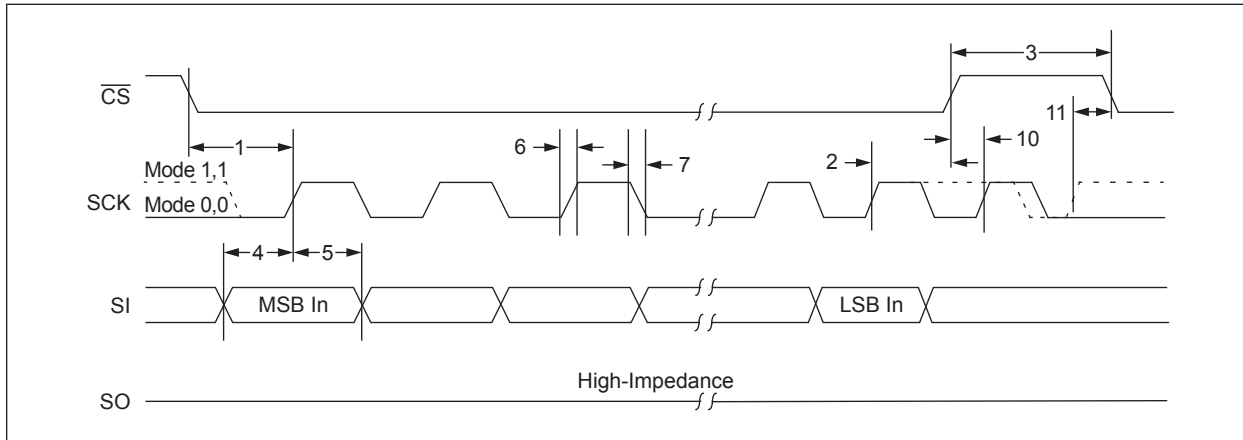 3
C̅S̅
11
1
6
7
2
10
Mode 1,1
SCK
Mode 0,0
4
5
SI
MSB In
LSB In
High-Impedance
SO